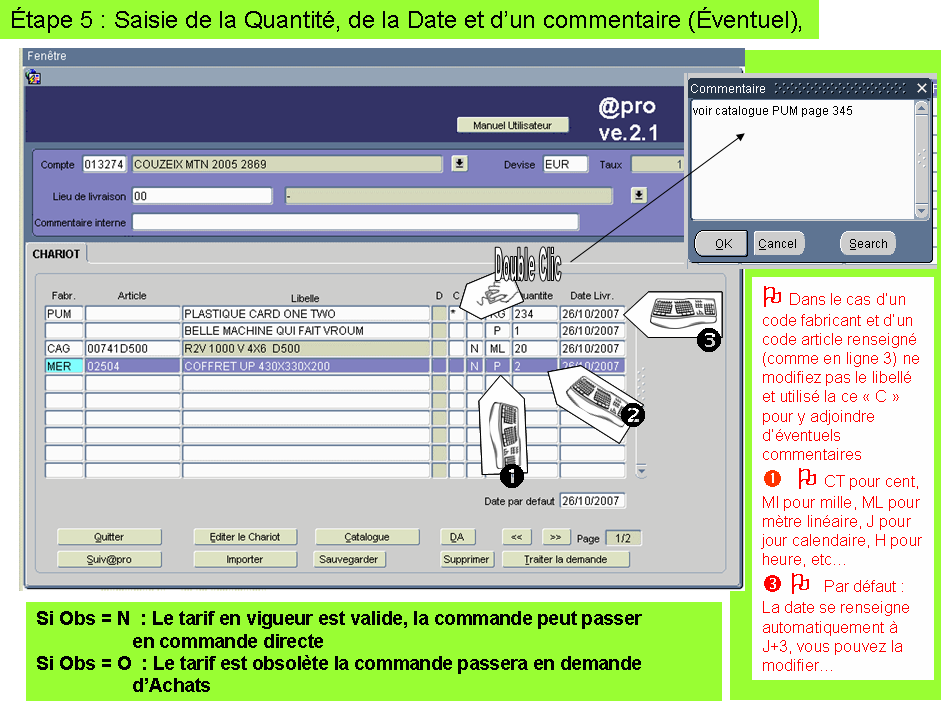 Étape 5 : Saisie de la Quantité, de la Date et d'un commentaire (Éventuel),
Fenêtre
@pro
ve.2.1
Manuel Utilisateur
Compte 013274 COUZEIX MTN 2005 2869 Devise EUR Taux 1
Lieu de livraison 00 -
Commentaire interne
Commentaire
voir catalogue PUM page 345
OK Cancel Search
CHARIOT
Double Clic
Fabr. Article Libelle D C uantite Date Livr.
PUM PLASTIQUE CARD ONE TWO * KG 234 26/10/2007
BELLE MACHINE QUI FAIT VROUM P 1 26/10/2007
CAG 00741D500 R2V 1000 V 4X6 D500 N ML 20 26/10/2007
MER 02504 COFFRET UP 430X330X200 N P 2 26/10/2007
3
2
1
Date par defaut 26/10/2007
Quitter Editer le Chariot Catalogue DA << >> Page 1/2
Suiv@pro Importer Sauvegarder Supprimer Traiter la demande
Dans le cas d'un
code fabricant et d'un
code article renseigné
(comme en ligne 3) ne
modifiez pas le libellé
et utilisé la ce « C »
pour y adjoindre
d'éventuels
commentaires
1 CT pour cent,
MI pour mille, ML pour
mètre linéaire, J pour
jour calendaire, H pour
heure, etc…
3 Par défaut :
La date se renseigne
automatiquement à
J+3, vous pouvez la
modifier…
Si Obs = N : Le tarif en vigueur est valide, la commande peut passer
en commande directe
Si Obs = O : Le tarif est obsolète la commande passera en demande
d'Achats